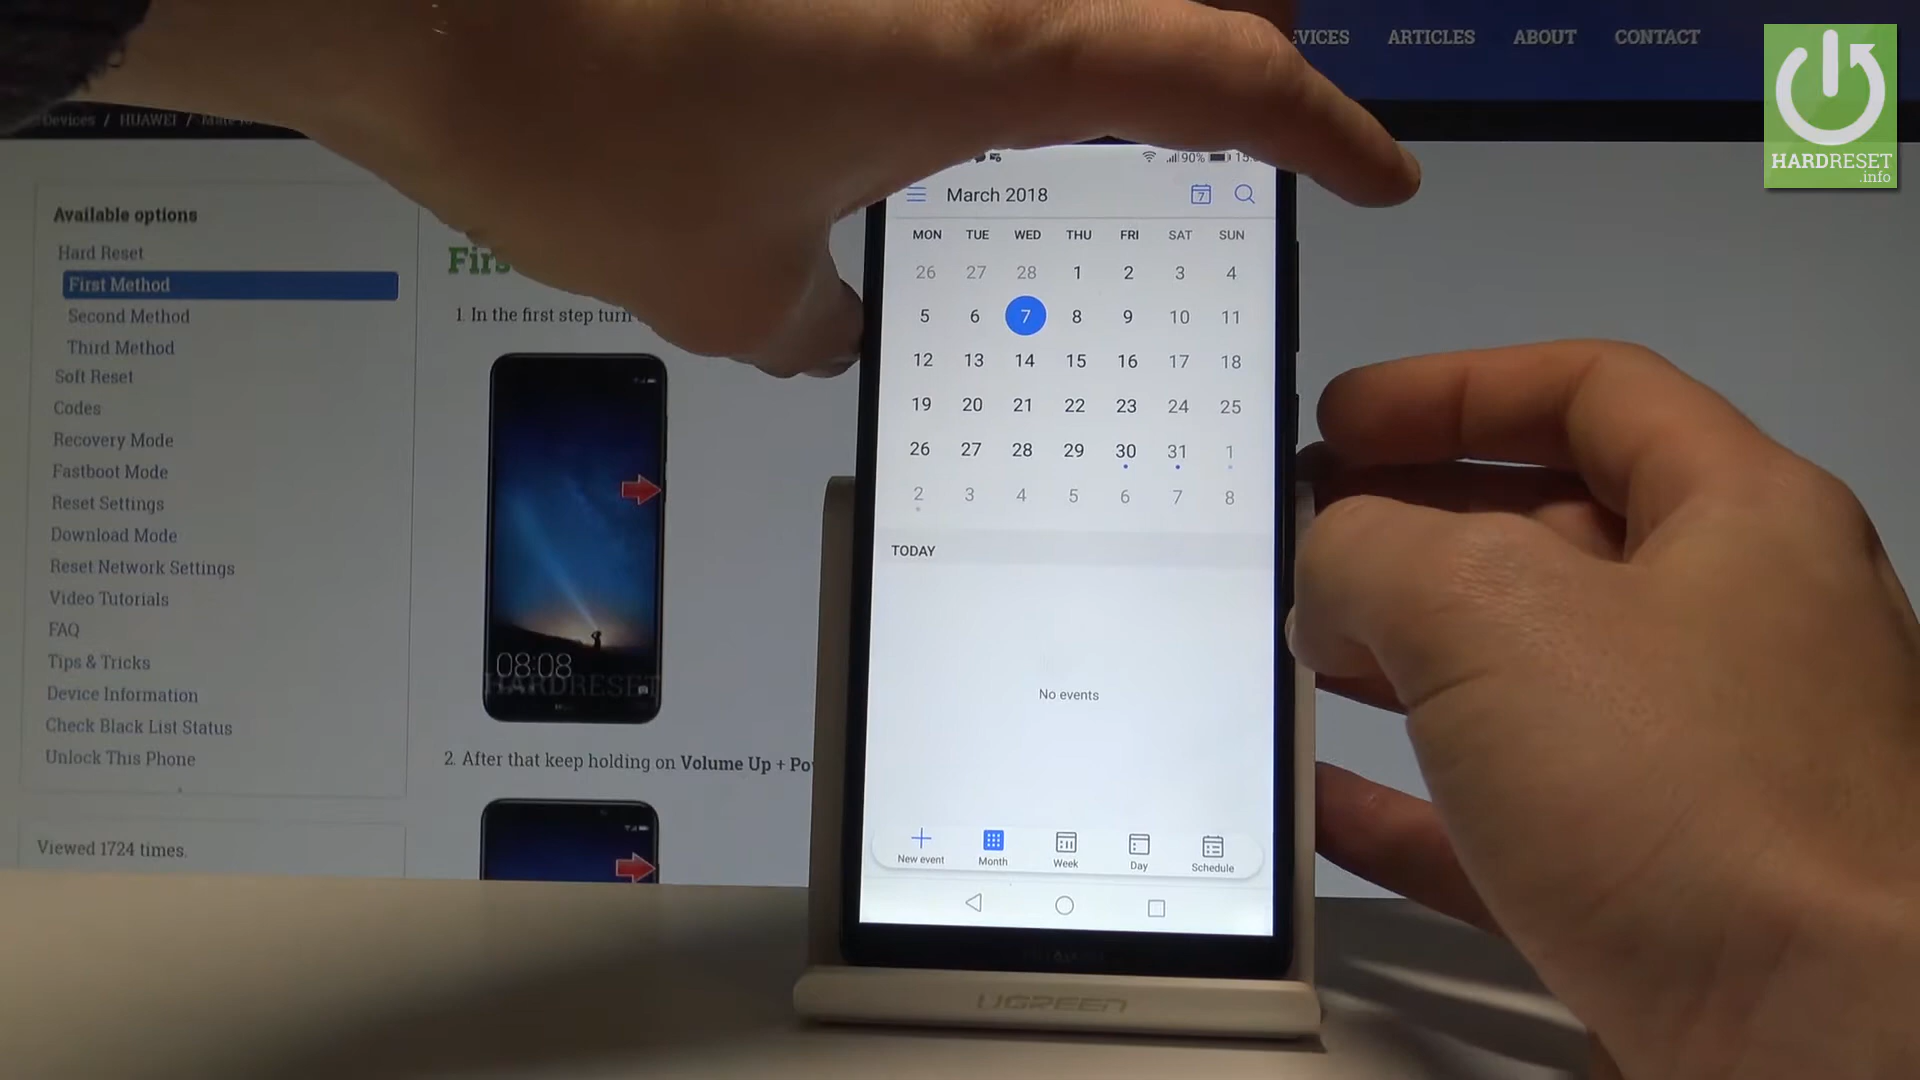 ARTICLES ABOUT CONTACT
HARDRESET
.info
Devices / HUAWEI /
Available options
Hard Reset
First Method
Second Method
Third Method
Soft Reset
Codes
Recovery Mode
Fastboot Mode
Reset Settings
Download Mode
Reset Network Settings
Video Tutorials
FAQ
Tips & Tricks
Device Information
Check Black List Status
Unlock This Phone
Viewed 1724 times.
1. In the first step turn
08:08
HARDRESET
2. After that keep holding on Volume Up +
90%
March 2018
7
MON TUE WED THU FRI SAT SUN
26 27 28 1 2 3 4
5 6 7 8 9 10 11
12 13 14 15 16 17 18
19 20 21 22 23 24 25
26 27 28 29 30 31 1
2 3 4 5 6 7 8
TODAY
No events
New event Month Week Day Schedule
UGREEN